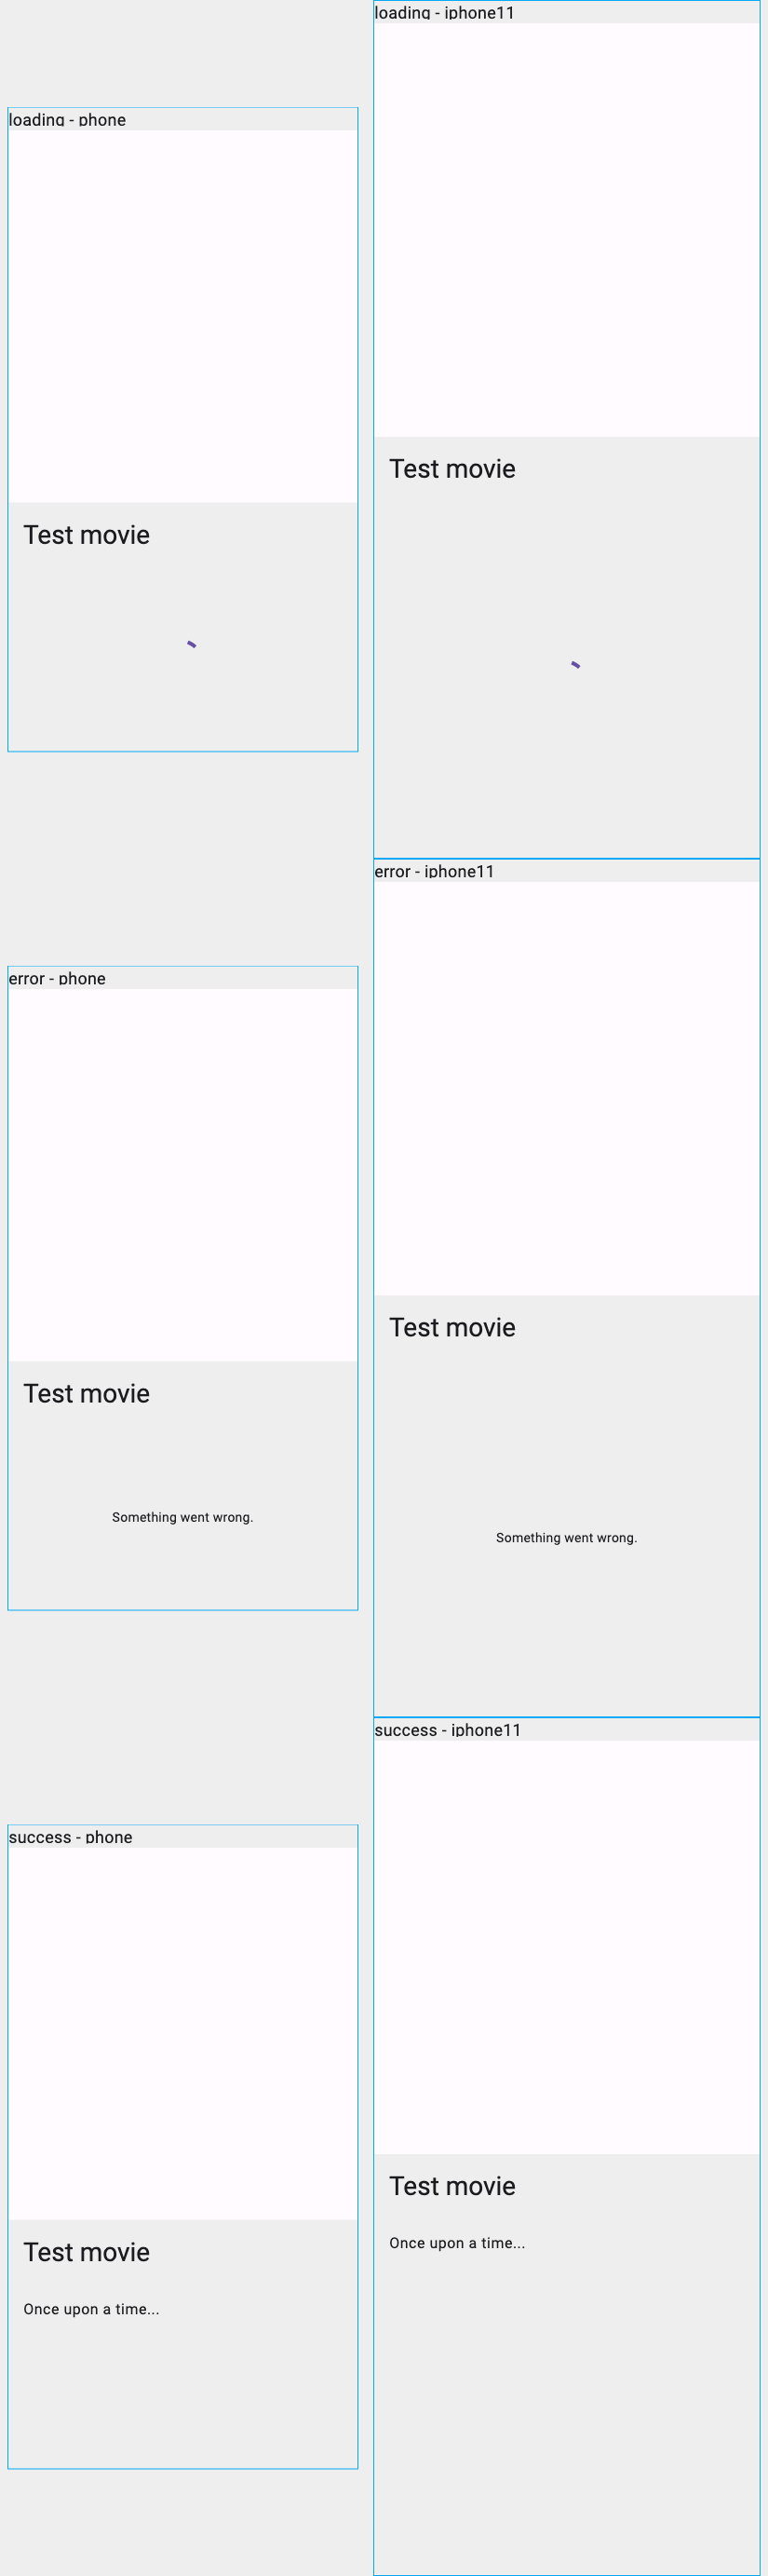 loading - iphone11
loading - phone
Test movie
Test movie
error - iphone11
error - phone
Test movie
Test movie
Something went wrong.
Something went wrong.
success - iphone11
success - phone
Test movie
Once upon a time...
Test movie
Once upon a time...